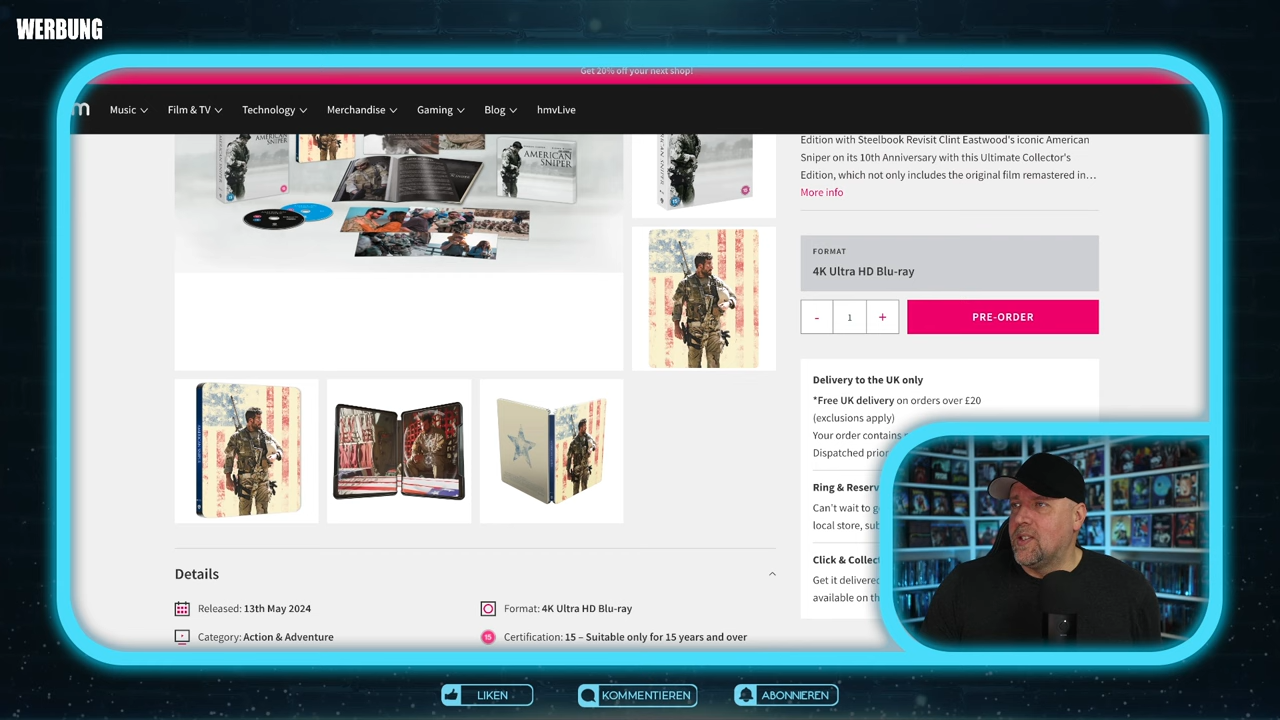 WERBUNG
Get 20% off your next shop!
m
Music
Film & TV
Technology
Merchandise
Gaming
Blog
hmvLive
AMERICAN
SNIPER
Edition with Steelbook Revisit Clint Eastwood's iconic American
Sniper on its 10th Anniversary with this Ultimate Collector's
Edition, which not only includes the original film remastered in…
More info
FORMAT
4K Ultra HD Blu-ray
- 1 +
PRE-ORDER
Delivery to the UK only
*Free UK delivery on orders over £20
(exclusions apply)
Your order contains
Dispatched prior
Ring & Reserv
Can't wait to g
local store, sub
Click & Collect
Get it delivered
available on th
Details
Released: 13th May 2024
Format: 4K Ultra HD Blu-ray
Category: Action & Adventure
15
Certification: 15 – Suitable only for 15 years and over
LIKEN
KOMMENTIEREN
ABONNIEREN